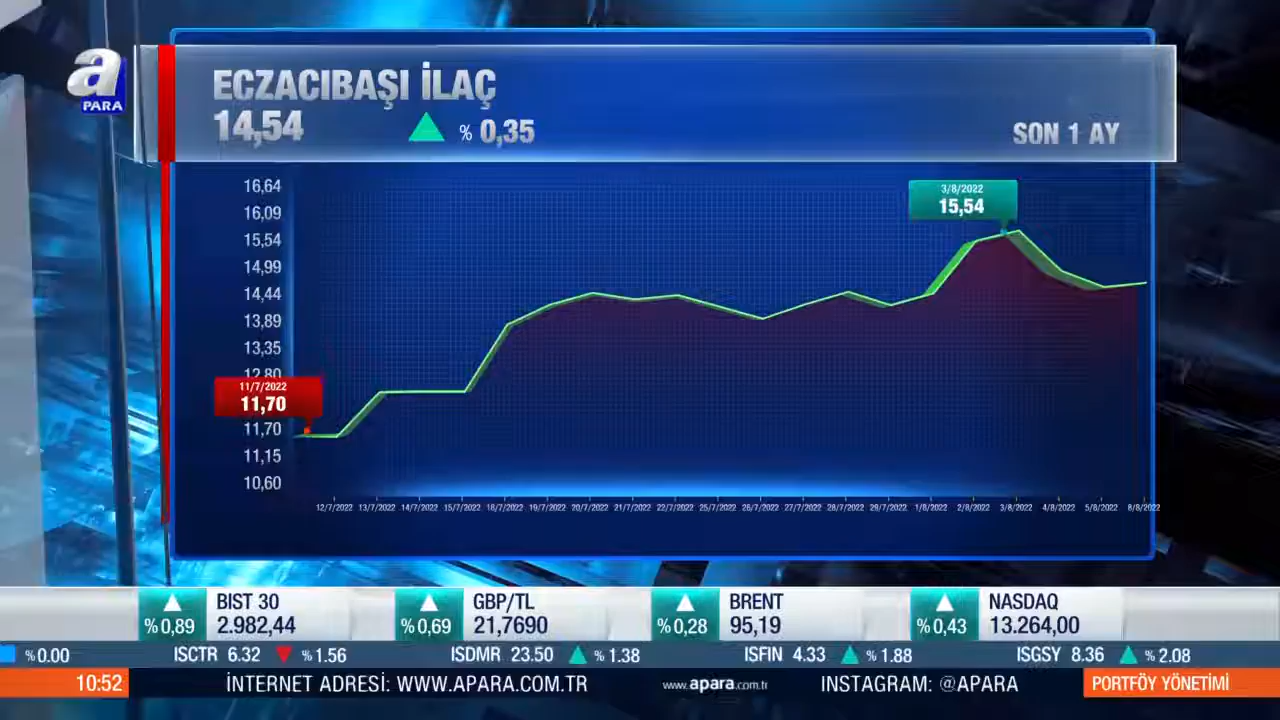 a
PARA
ECZACIBAŞI İLAÇ
14,54 % 0,35
SON 1 AY
16,64
16,09
15,54
14,99
14,44
13,89
13,35
12,80
11,70
11,15
10,60
3/8/2022
15,54
11/7/2022
11,70
12/7/2022 13/7/2022 14/7/2022 15/7/2022 18/7/2022 19/7/2022 20/7/2022 21/7/2022 22/7/2022 25/7/2022 26/7/2022 27/7/2022 28/7/2022 29/7/2022 1/8/2022 2/8/2022 3/8/2022 4/8/2022 5/8/2022 8/8/2022
%0,89 BIST 30 2.982,44
%0,69 GBP/TL 21,7690
%0,28 BRENT 95,19
%0,43 NASDAQ 13.264,00
%0.00 ISCTR 6.32 % 1.56 ISDMR 23.50 % 1.38 ISFIN 4.33 % 1.88 ISGSY 8.36 % 2.08
10:52 İNTERNET ADRESİ: WWW.APARA.COM.TR www.apara.com.tr INSTAGRAM: @APARA PORTFÖY YÖNETİMİ